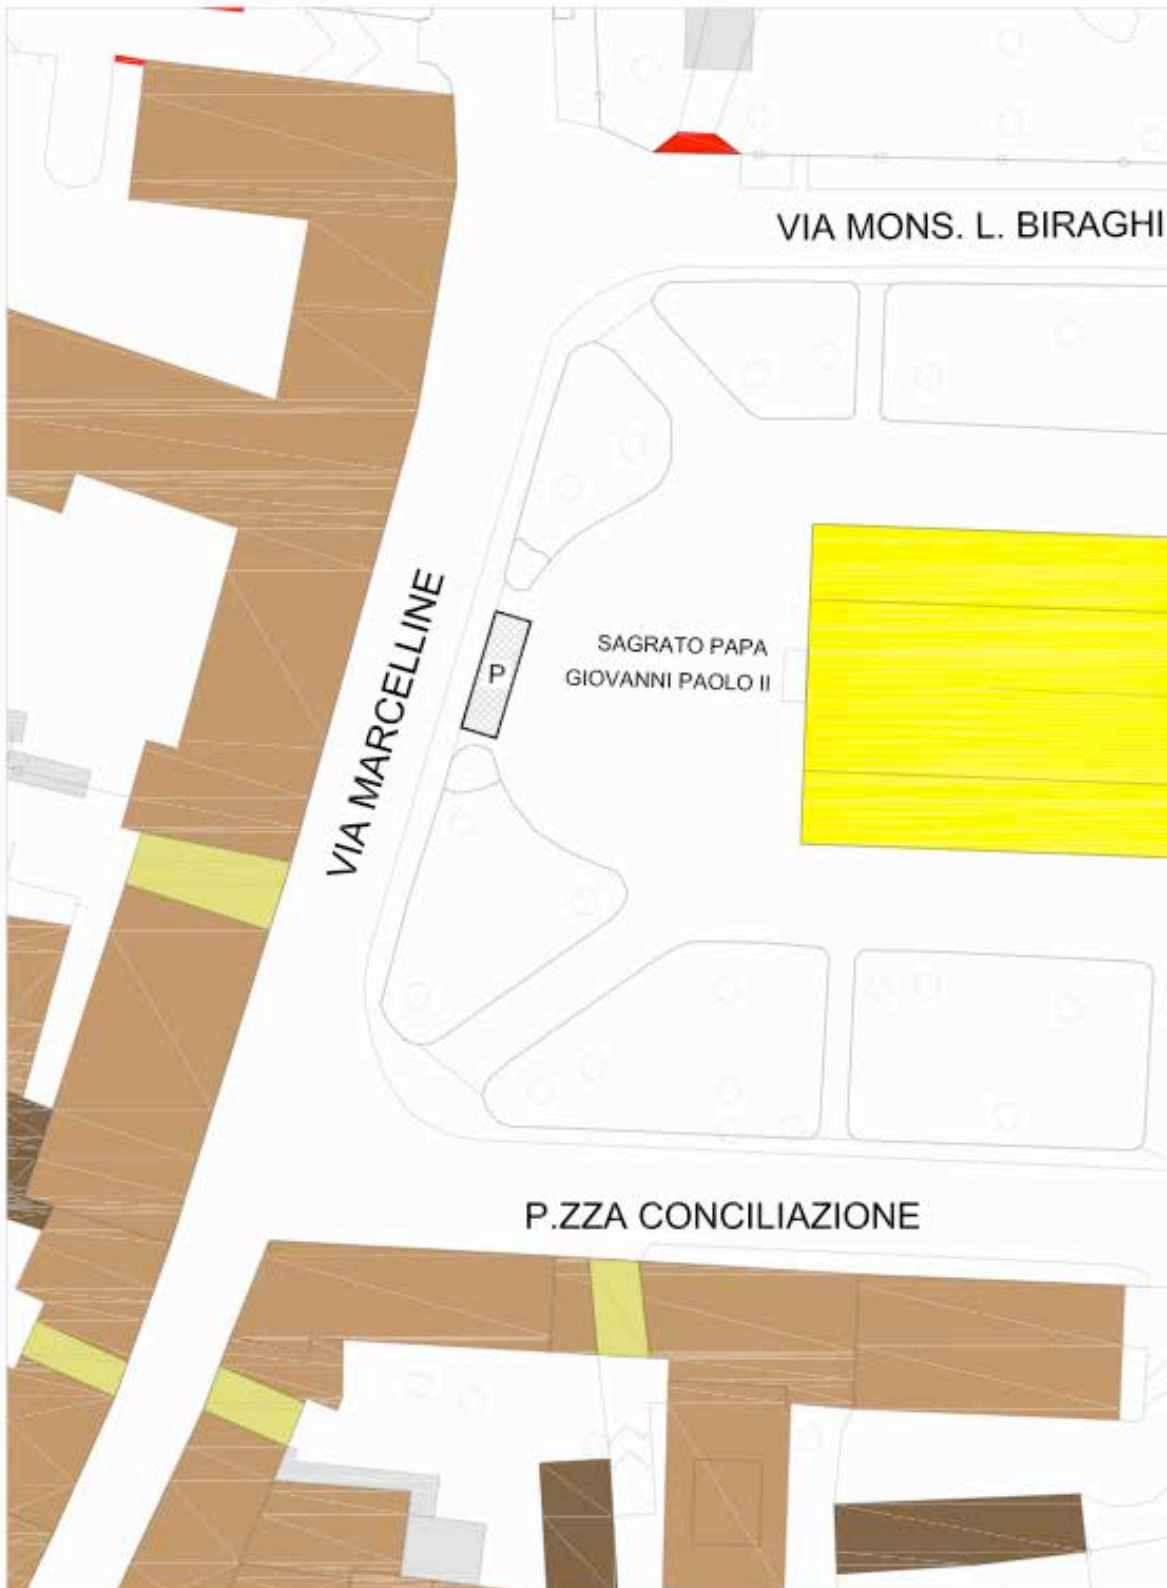 VIA MONS. L. BIRAGHI
VIA MARCELLINE
P
SAGRATO PAPA
GIOVANNI PAOLO II
P.ZZA CONCILIAZIONE